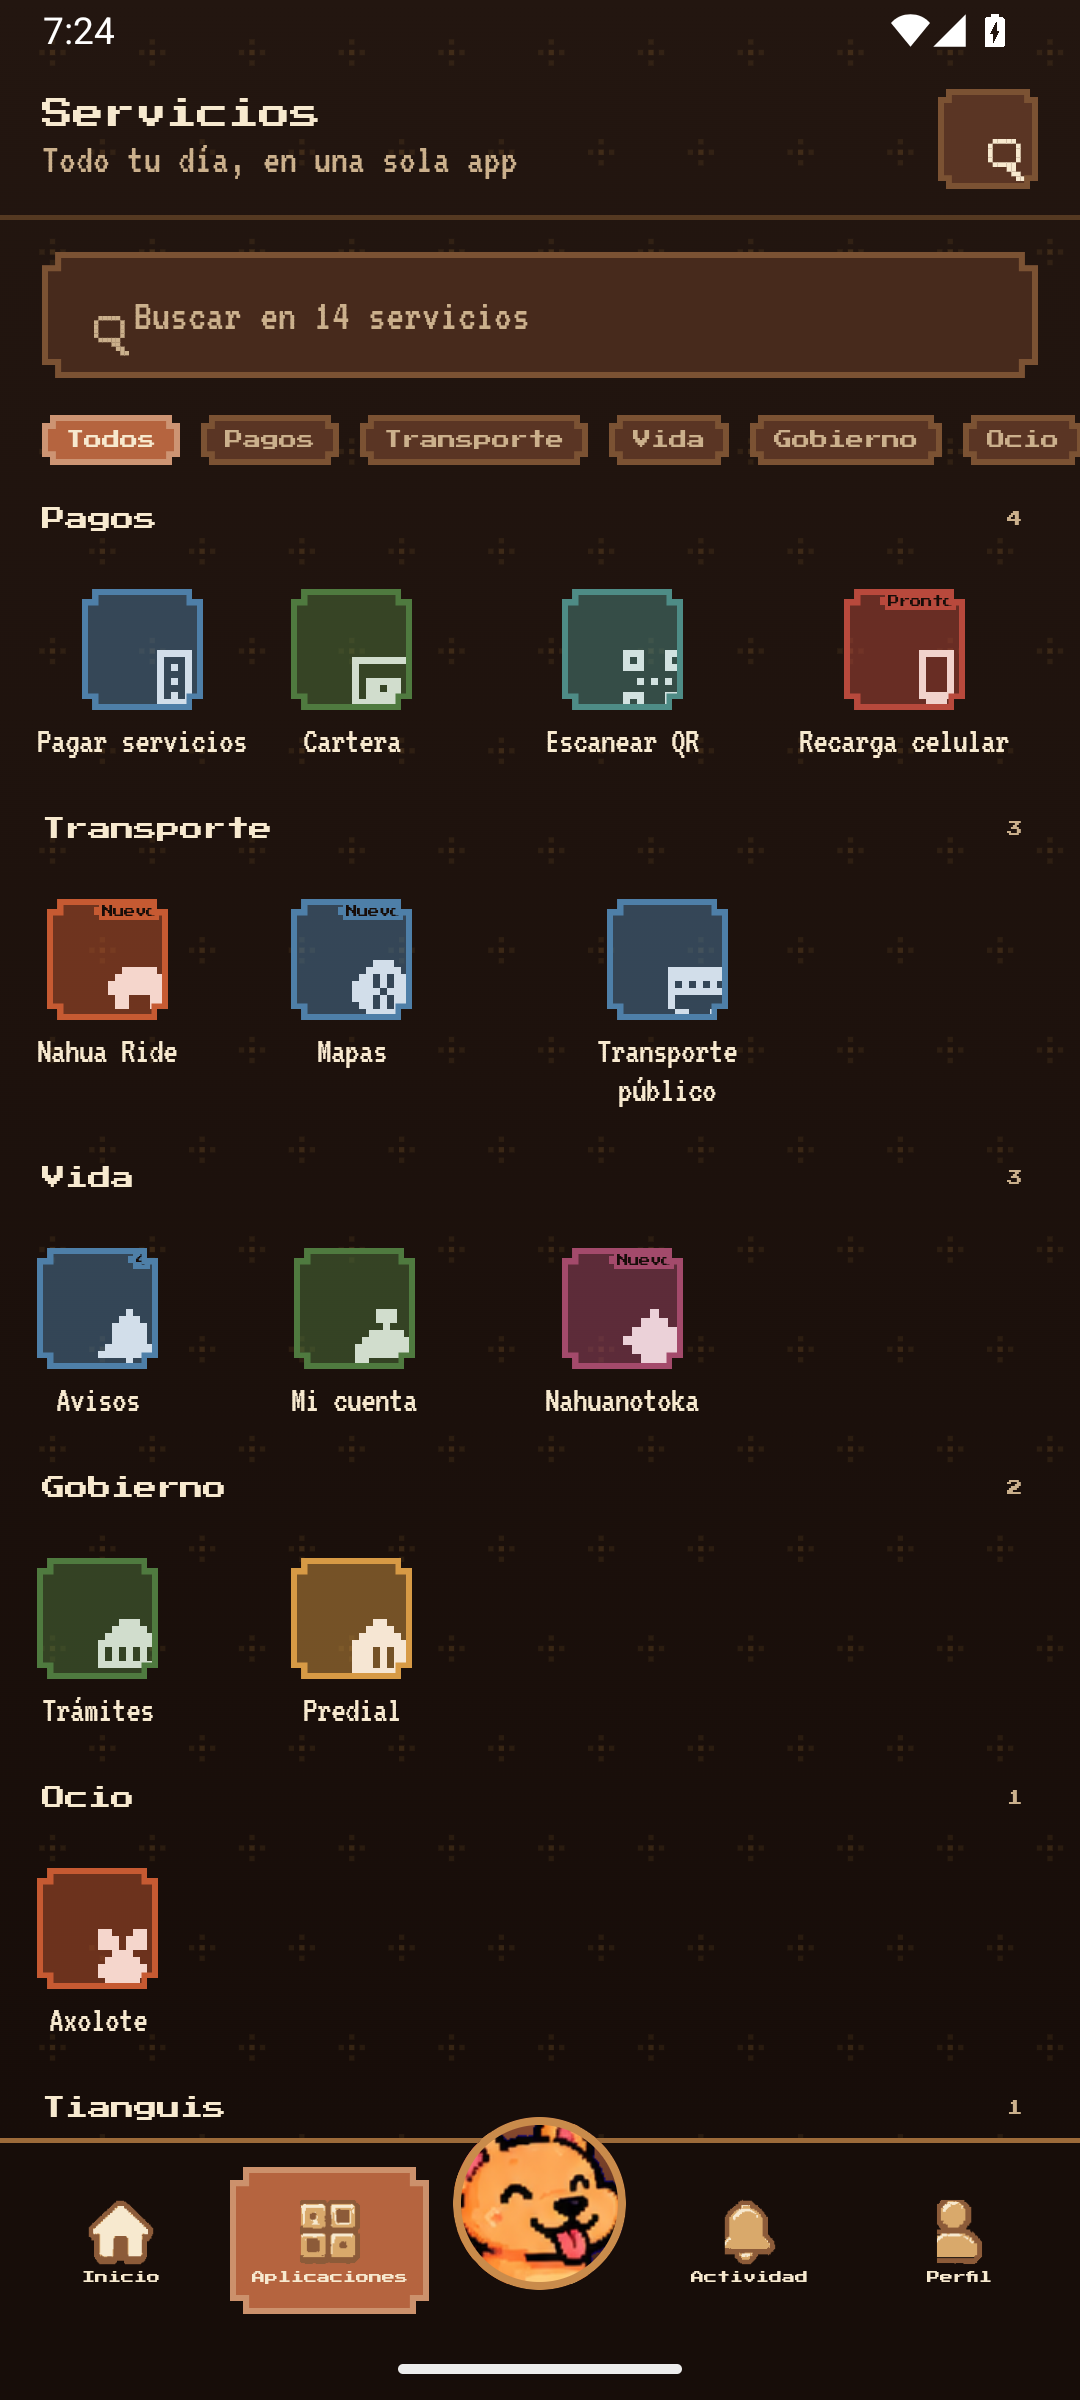 7:24
Servicios
Todo tu día, en una sola app
Buscar en 14 servicios
Todos Pagos Transporte Vida Gobierno Ocio
Pagos 4
Pronto
Pagar servicios Cartera Escanear QR Recarga celular
Transporte 3
Nuevo Nuevo
Nahua Ride Mapas Transporte
público
Vida 3
Nuevo
Avisos Mi cuenta Nahuanotoka
Gobierno 2
Trámites Predial
Ocio 1
Axolote
Tianguis 1
Inicio Aplicaciones Actividad Perfil